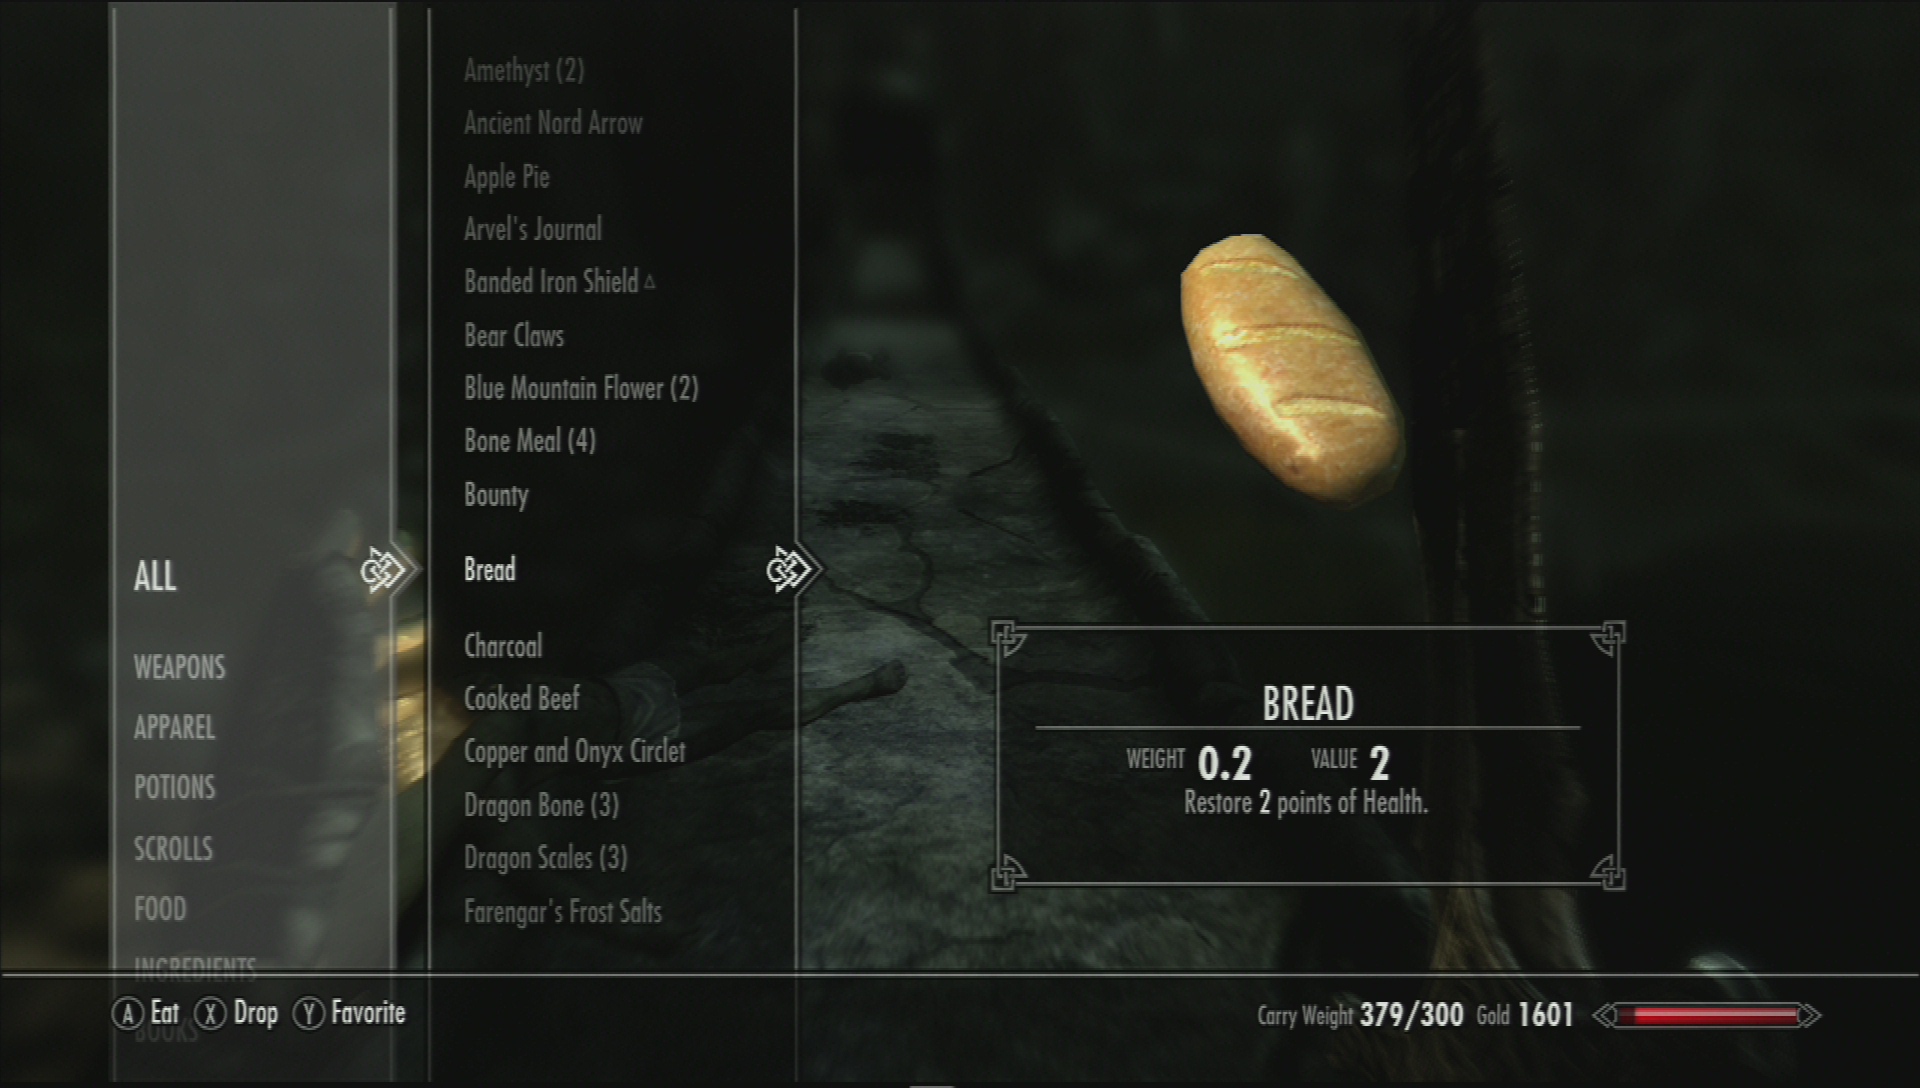 ALL
WEAPONS
APPAREL
POTIONS
SCROLLS
FOOD
INGREDIENTS
BOOKS
Amethyst (2)
Ancient Nord Arrow
Apple Pie
Arvel's Journal
Banded Iron Shield
Bear Claws
Blue Mountain Flower (2)
Bone Meal (4)
Bounty
Bread
Charcoal
Cooked Beef
Copper and Onyx Circlet
Dragon Bone (3)
Dragon Scales (3)
Farengar's Frost Salts
BREAD
WEIGHT 0.2 VALUE 2
Restore 2 points of Health.
A Eat X Drop Y Favorite
Carry Weight 379/300 Gold 1601